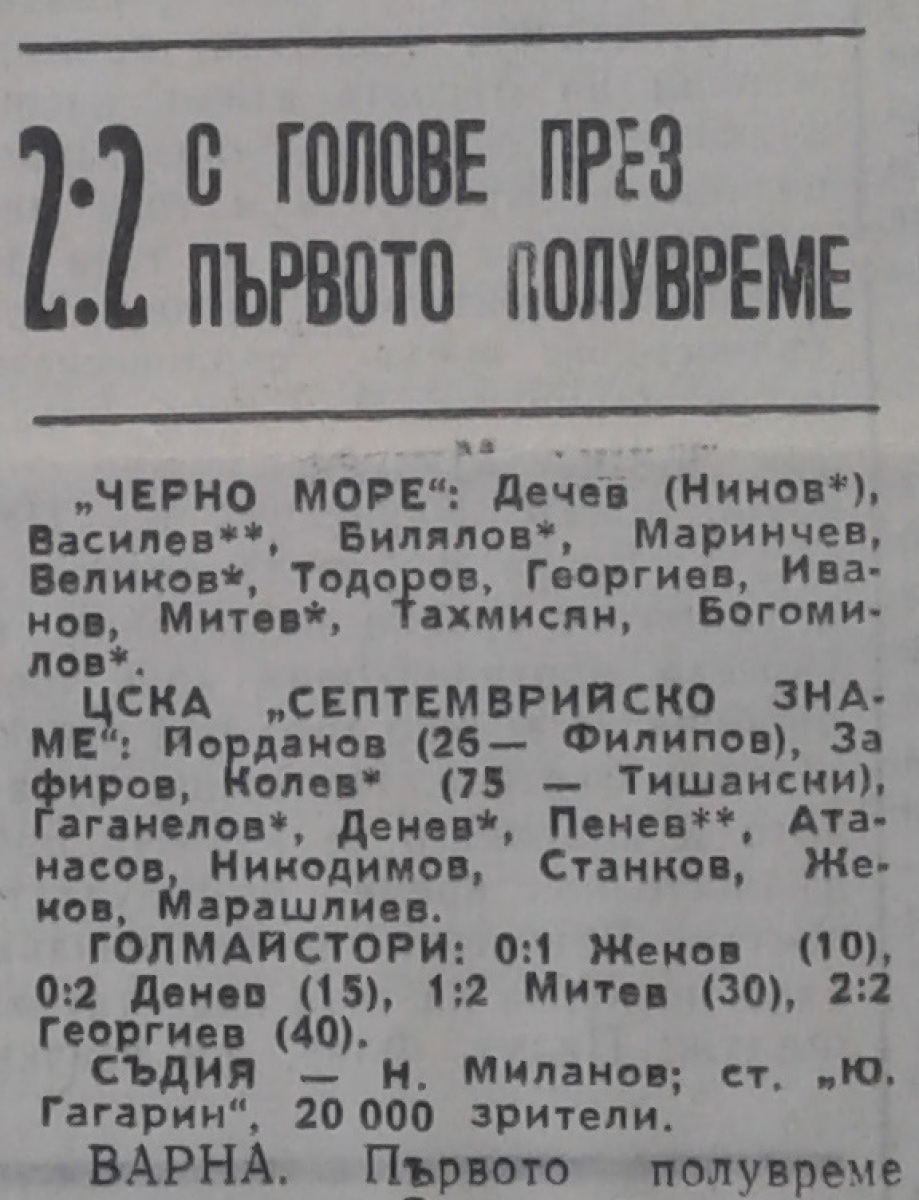 2:2 С ГОЛОВЕ ПРЕЗ
ПЪРВОТО ПОЛУВРЕМЕ
„ЧЕРНО МОРЕ“: Дечев (Нинов*),
Василев**, Билялов*, Маринчев,
Великов*, Тодоров, Георгиев, Ива-
нов, Митев*, Тахмисян, Богоми-
лов*.
ЦСКА „СЕПТЕМВРИЙСКО ЗНА-
МЕ“: Йорданов (26 — Филипов), За
фиров, Колев* (75 — Тишански),
Гаганелов*, Денев*, Пенев**, Ата-
насов, Никодимов, Станков, Же-
ков, Марашлиев.
ГОЛМАЙСТОРИ: 0:1 Жеков (10),
0:2 Денев (15), 1:2 Митев (30), 2:2
Георгиев (40).
СЪДИЯ — Н. Миланов; ст. „Ю.
Гагарин“, 20 000 зрители.
ВАРНА. Първото полувреме